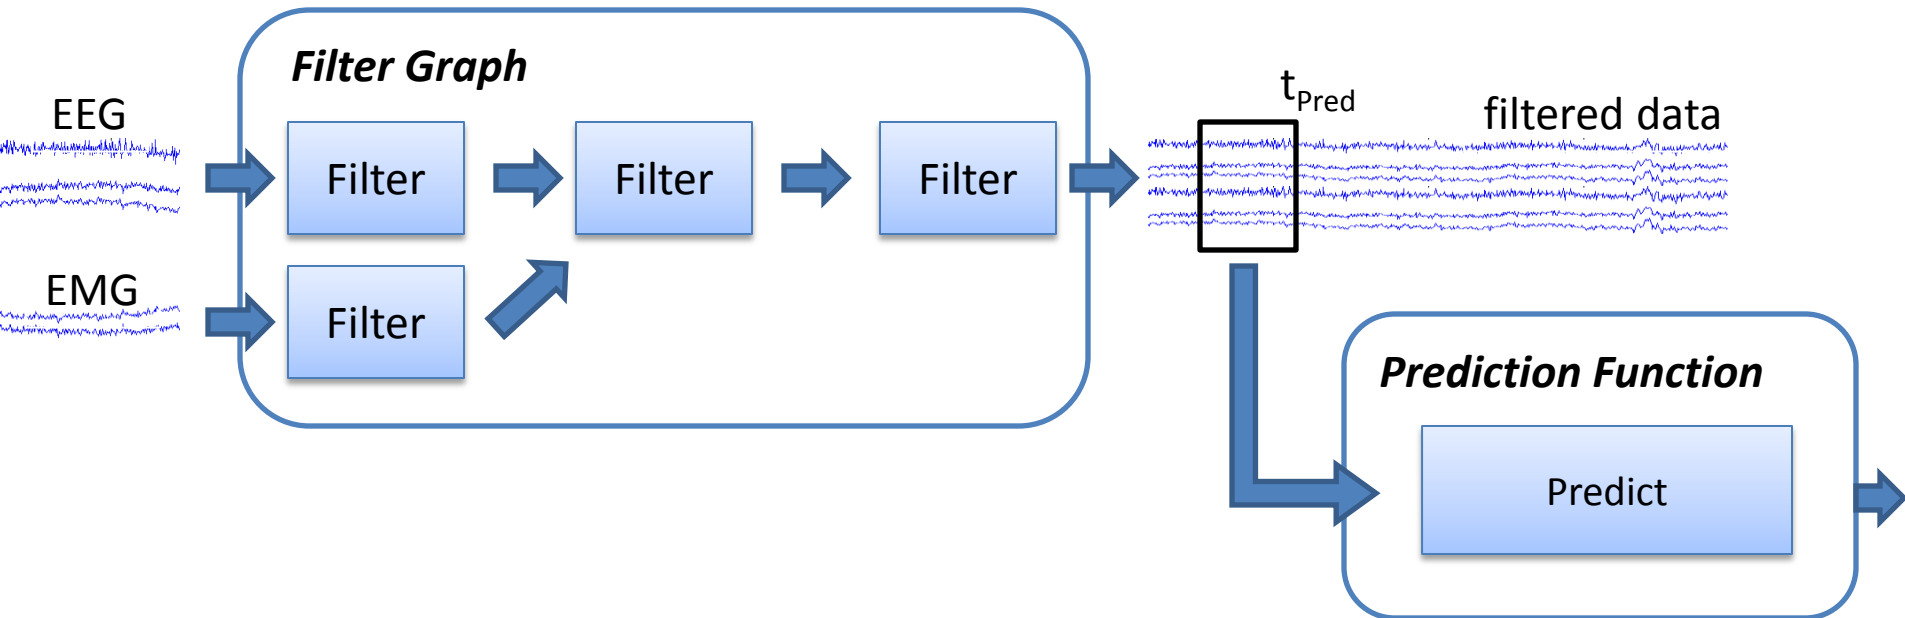 Filter Graph
EEG
EMG
Filter
Filter
Filter
Filter
tPred
filtered data
Prediction Function
Predict